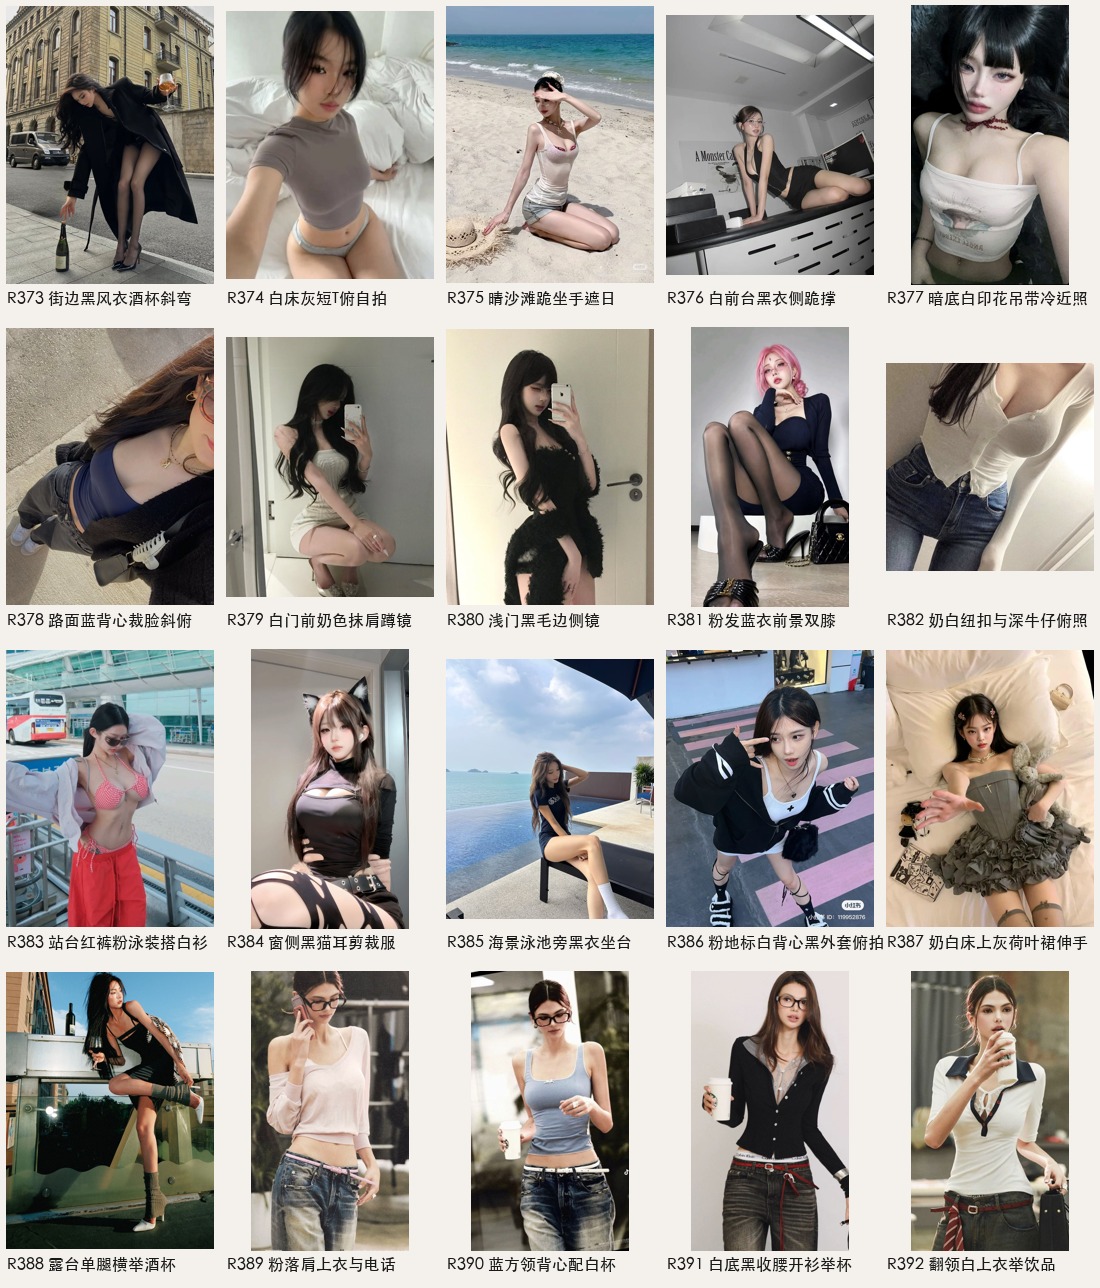 A Monster Ca
R373 街边黑风衣酒杯斜弯
R374 白床灰短T俯自拍
R375 晴沙滩跪坐手遮日
R376 白前台黑衣侧跪撑
R377 暗底白印花吊带冷近照
R378 路面蓝背心裁脸斜俯
R379 白门前奶色抹肩蹲镜
R380 浅门黑毛边侧镜
R381 粉发蓝衣前景双膝
R382 奶白纽扣与深牛仔俯照
小红书
小红书 ID: 119952876
R383 站台红裤粉泳装搭白衫
R384 窗侧黑猫耳剪裁服
R385 海景泳池旁黑衣坐台
R386 粉地标白背心黑外套俯拍
R387 奶白床上灰荷叶裙伸手
R388 露台单腿横举酒杯
R389 粉落肩上衣与电话
R390 蓝方领背心配白杯
R391 白底黑收腰开衫举杯
R392 翻领白上衣举饮品